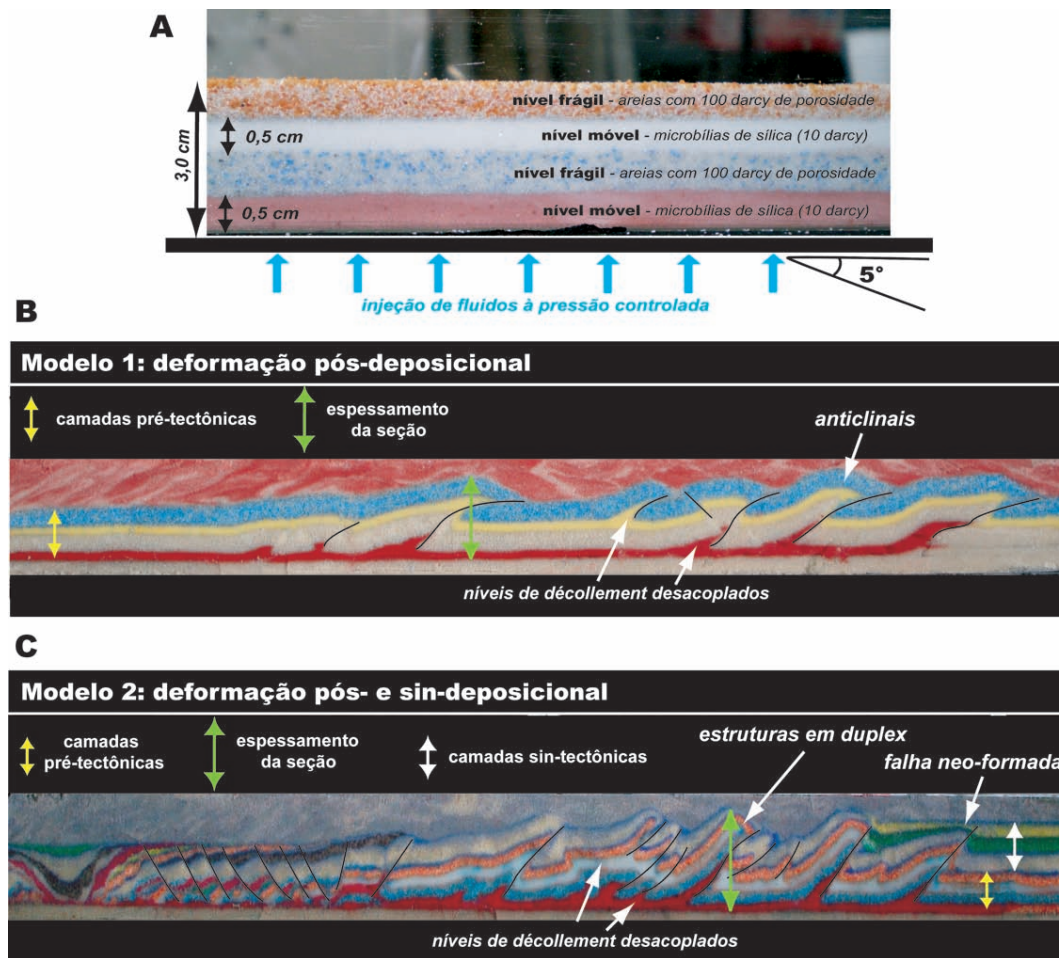 A
nível frágil - areias com 100 darcy de porosidade
nível móvel - microbílias de sílica (10 darcy)
nível frágil - areias com 100 darcy de porosidade
nível móvel - microbílias de sílica (10 darcy)
3,0 cm
0,5 cm
0,5 cm
5°
injeção de fluidos à pressão controlada
B
Modelo 1: deformação pós-deposicional
camadas pré-tectônicas
espessamento
da seção
anticlinais
níveis de décollement desacoplados
C
Modelo 2: deformação pós- e sin-deposicional
camadas
pré-tectônicas
espessamento
da seção
camadas sin-tectônicas
estruturas em duplex
falha neo-formada
níveis de décollement desacoplados